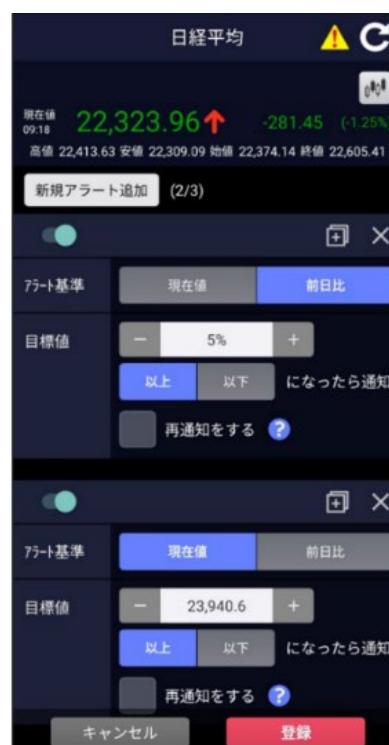 日経平均
現在値
09:18
22,323.96 -281.45 (-1.25%)
高値 22,413.63 安値 22,309.09 始値 22,374.14 終値 22,605.41
新規アラート追加 (2/3)
ｱﾗｰﾄ基準 現在値 前日比
目標値 − 5% +
以上 以下 になったら通知
再通知をする ?
ｱﾗｰﾄ基準 現在値 前日比
目標値 − 23,940.6 +
以上 以下 になったら通知
再通知をする ?
キャンセル 登録